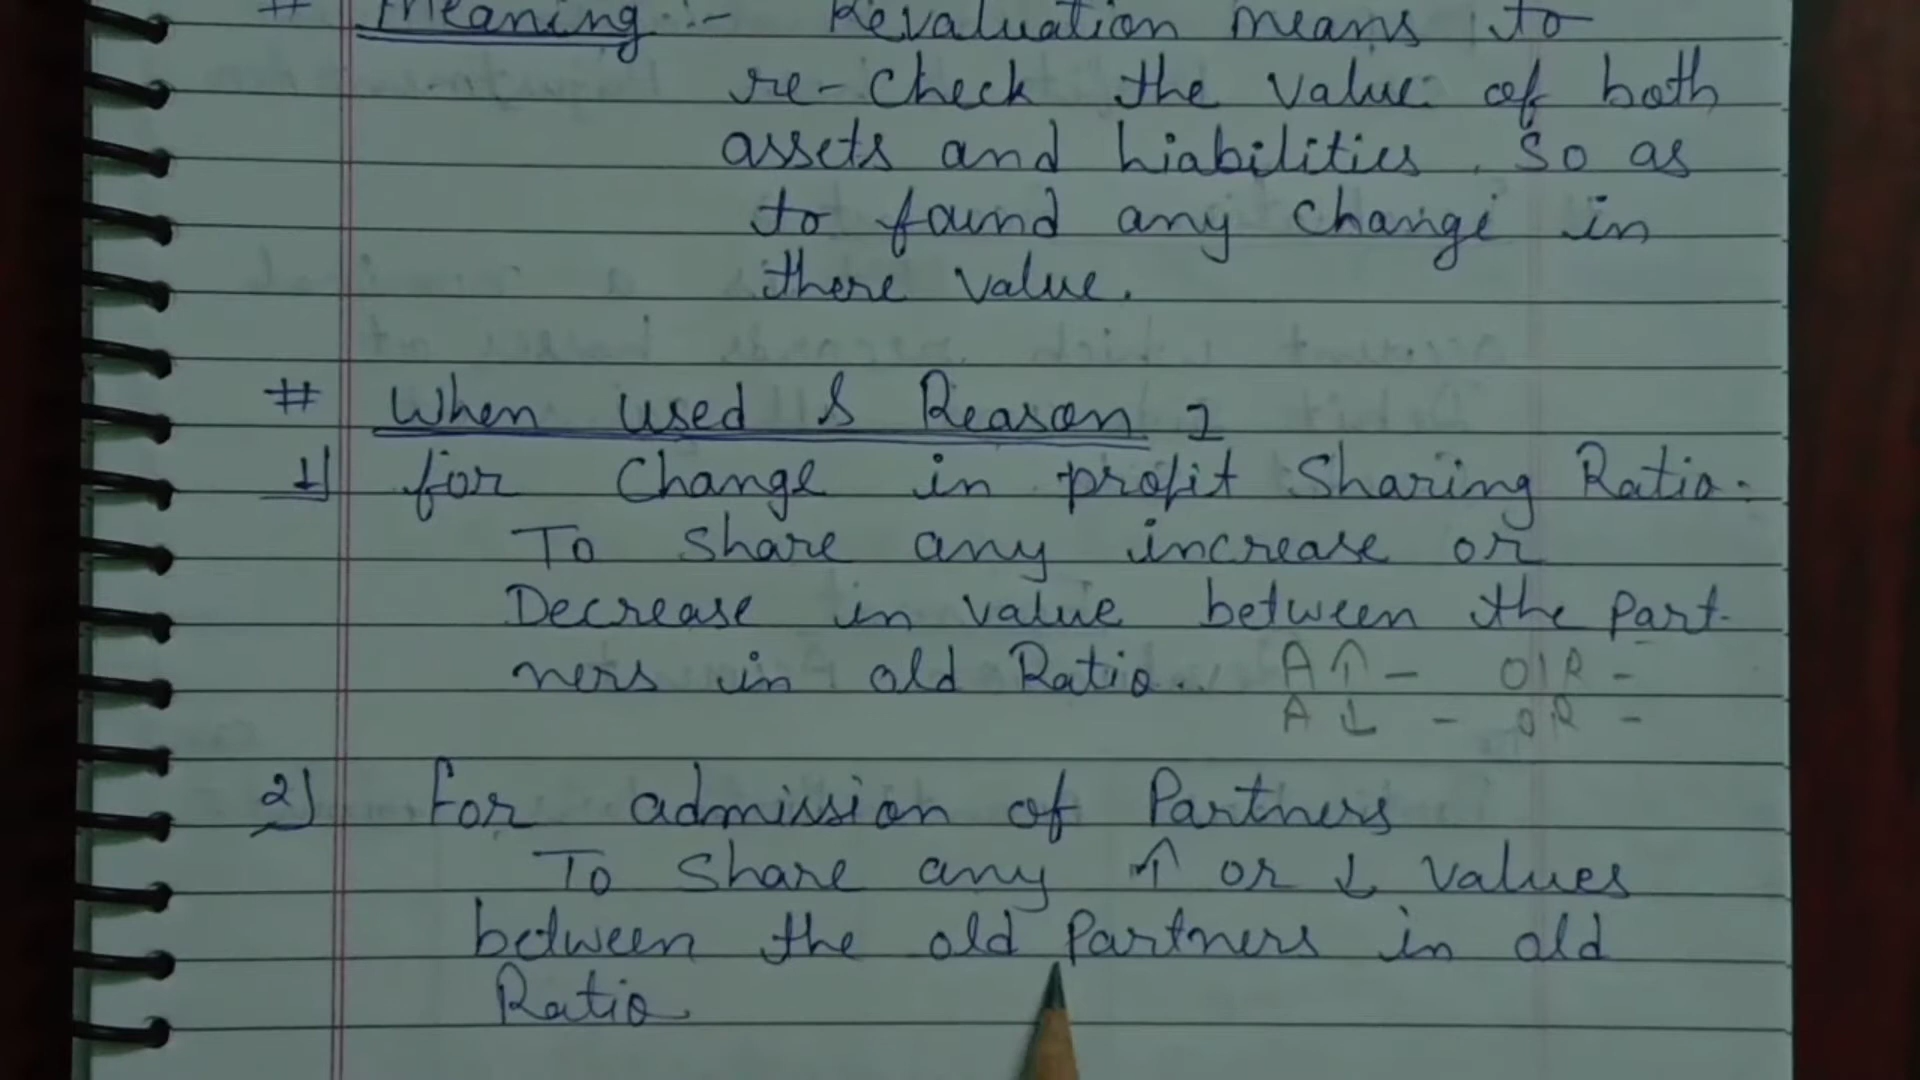 # Meaning :- Revaluation means to
re-check the value of both
assets and Liabilities. so as
to found any change in
there value.
# When used & Reason :
1) for Change in profit Sharing Ratio.
To share any increase or
Decrease in value between the Part-
ners in old Ratio. A↑ - OIR -
A↓ - OR -
2) For admission of Partners
To share any ↑ or ↓ values
between the old Partners in old
Ratio